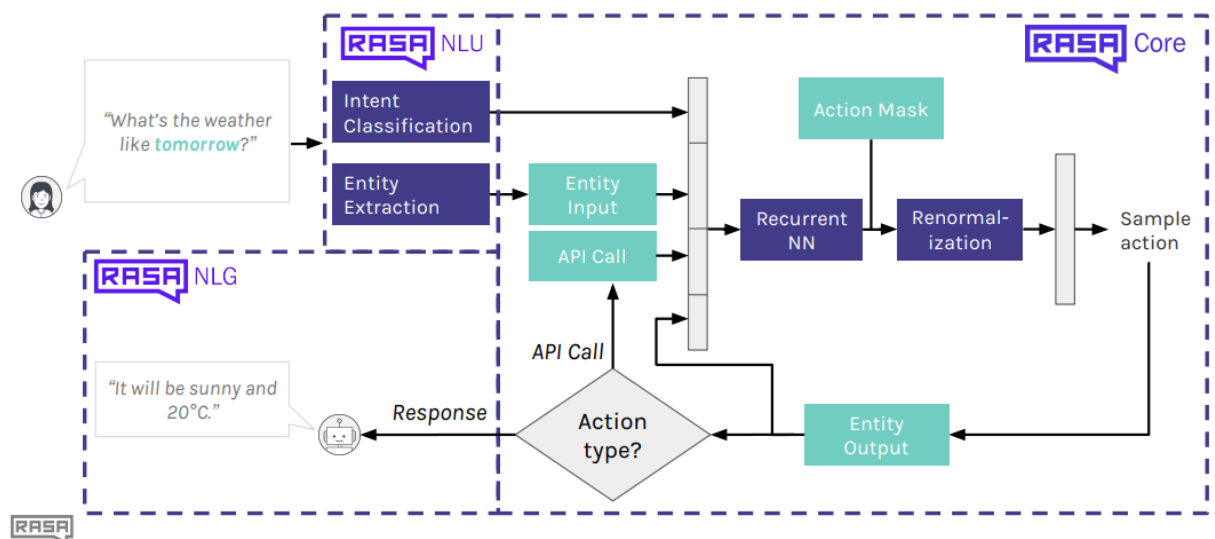 RASA NLU
RASA Core
Intent
Classification
Action Mask
“What’s the weather
like tomorrow?”
Entity
Extraction
Entity
Input
Recurrent
NN
Renormal-
ization
Sample
action
API Call
RASA NLG
API Call
“It will be sunny and
20°C.”
Response
Action
type?
Entity
Output
RASA